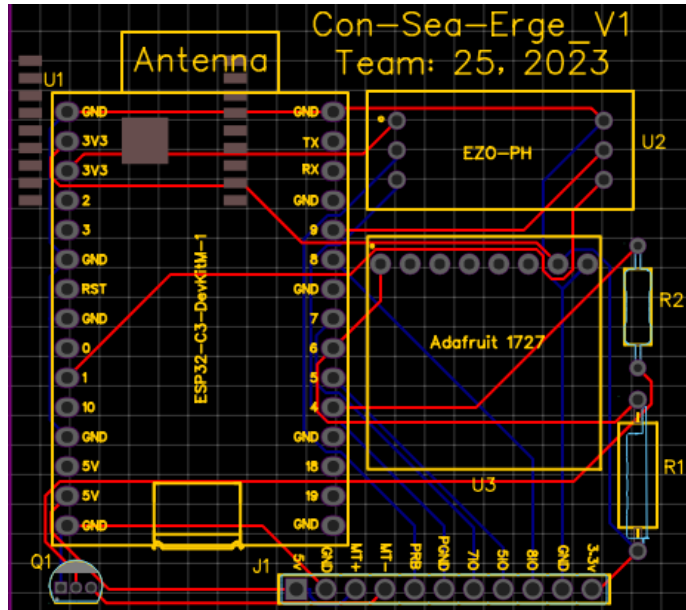 Con-Sea-Erge_V1
Team: 25, 2023
Antenna
U1
GND
3V3
3V3
2
3
GND
RST
GND
0
1
10
GND
5V
5V
GND
ESP32-C3-DevKitM-1
GND
TX
RX
GND
9
8
GND
7
6
5
4
GND
18
19
GND
EZO-PH
U2
Adafruit 1727
U3
R2
R1
Q1
J1
5V
GND
MT+
MT-
PRB
PGND
7IO
5IO
8IO
GND
3.3V